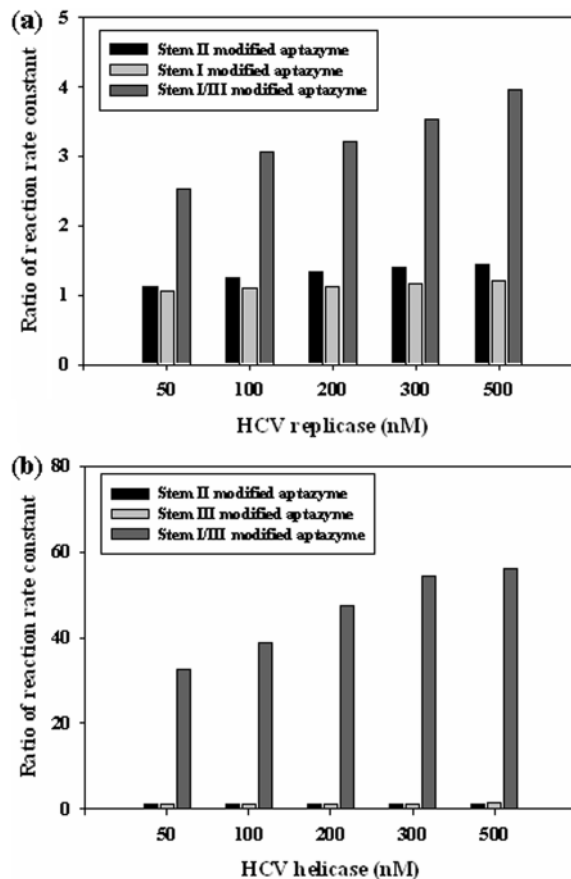 (a)
5
4
3
2
1
0
Ratio of reaction rate constant
Stem II modified aptazyme
Stem I modified aptazyme
Stem I/III modified aptazyme
50 100 200 300 500
HCV replicase (nM)
(b)
80
60
40
20
0
Ratio of reaction rate constant
Stem II modified aptazyme
Stem III modified aptazyme
Stem I/III modified aptazyme
50 100 200 300 500
HCV helicase (nM)